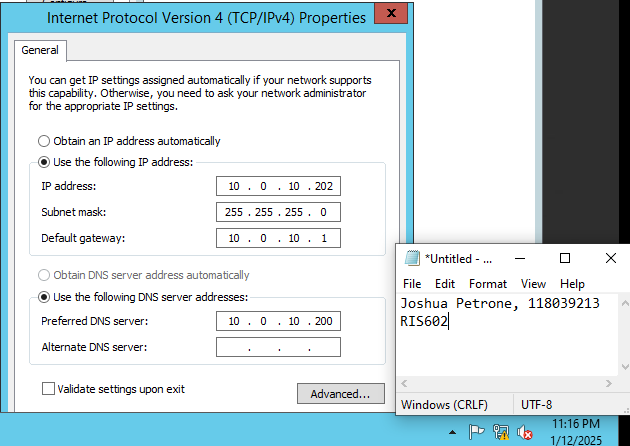 Internet Protocol Version 4 (TCP/IPv4) Properties
x
General
You can get IP settings assigned automatically if your network supports
this capability. Otherwise, you need to ask your network administrator
for the appropriate IP settings.
Obtain an IP address automatically
Use the following IP address:
IP address: 10 . 0 . 10 . 202
Subnet mask: 255 . 255 . 255 . 0
Default gateway: 10 . 0 . 10 . 1
Obtain DNS server address automatically
Use the following DNS server addresses:
Preferred DNS server: 10 . 0 . 10 . 200
Alternate DNS server: . . .
Validate settings upon exit
Advanced...
*Untitled - ...
File Edit Format View Help
Joshua Petrone, 118039213
RIS602
Windows (CRLF) UTF-8
11:16 PM
1/12/2025